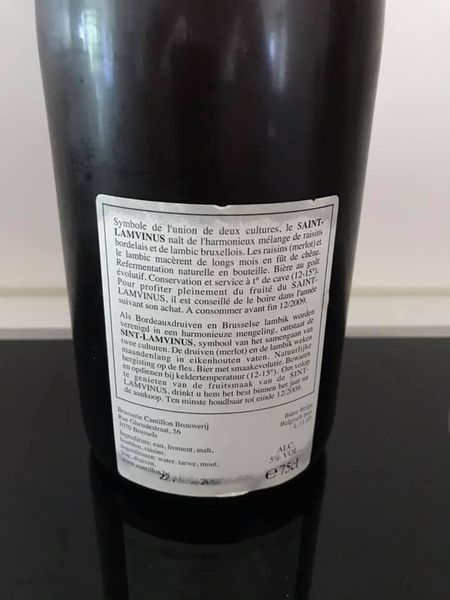 Symbole de l'union de deux cultures, le SAINT-
LAMVINUS naît de l'harmonieux mélange de raisins
bordelais et de lambic bruxellois. Les raisins (merlot) et
le lambic macèrent de longs mois en fût de chêne.
Refermentation naturelle en bouteille. Bière au goût
évolutif. Conservation et service à t° de cave (12-15°).
Pour profiter pleinement du fruité du SAINT-
LAMVINUS, il est conseillé de le boire dans l'année
suivant son achat. A consommer avant fin 12/2009.
Als Bordeauxdruiven en Brusselse lambik worden
verenigd in een harmonieuze mengeling, ontstaat de
SINT-LAMVINUS, symbool van het samengaan van
twee culturen. De druiven (merlot) en de lambik weken
maandenlang in eikenhouten vaten. Natuurlijke
hergisting op de fles. Bier met smaakevolutie. Bewaren
en opdienen bij keldertemperatuur (12-15°). Om volop
te genieten van de fruitsmaak van de SINT-
LAMVINUS, drinkt u hem het best binnen het jaar na
de aankoop. Ten minste houdbaar tot einde 12/2009.
Brasserie Cantillon Brouwerij
Rue Gheudestraat, 56
1070 Brussels
Ingrédients: eau, froment, malt,
houblon, raisins.
Ingrediënten: water, tarwe, mout,
hop, druiven.
www.cantillon.be
Bière Belge
Belgisch bier
ALC.
5% VOL.
e 75cl